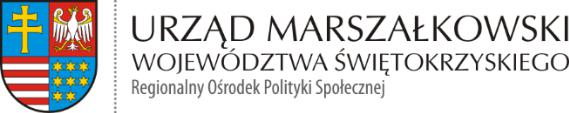 URZĄD MARSZAŁKOWSKI
WOJEWÓDZTWA ŚWIĘTOKRZYSKIEGO
Regionalny Ośrodek Polityki Społecznej